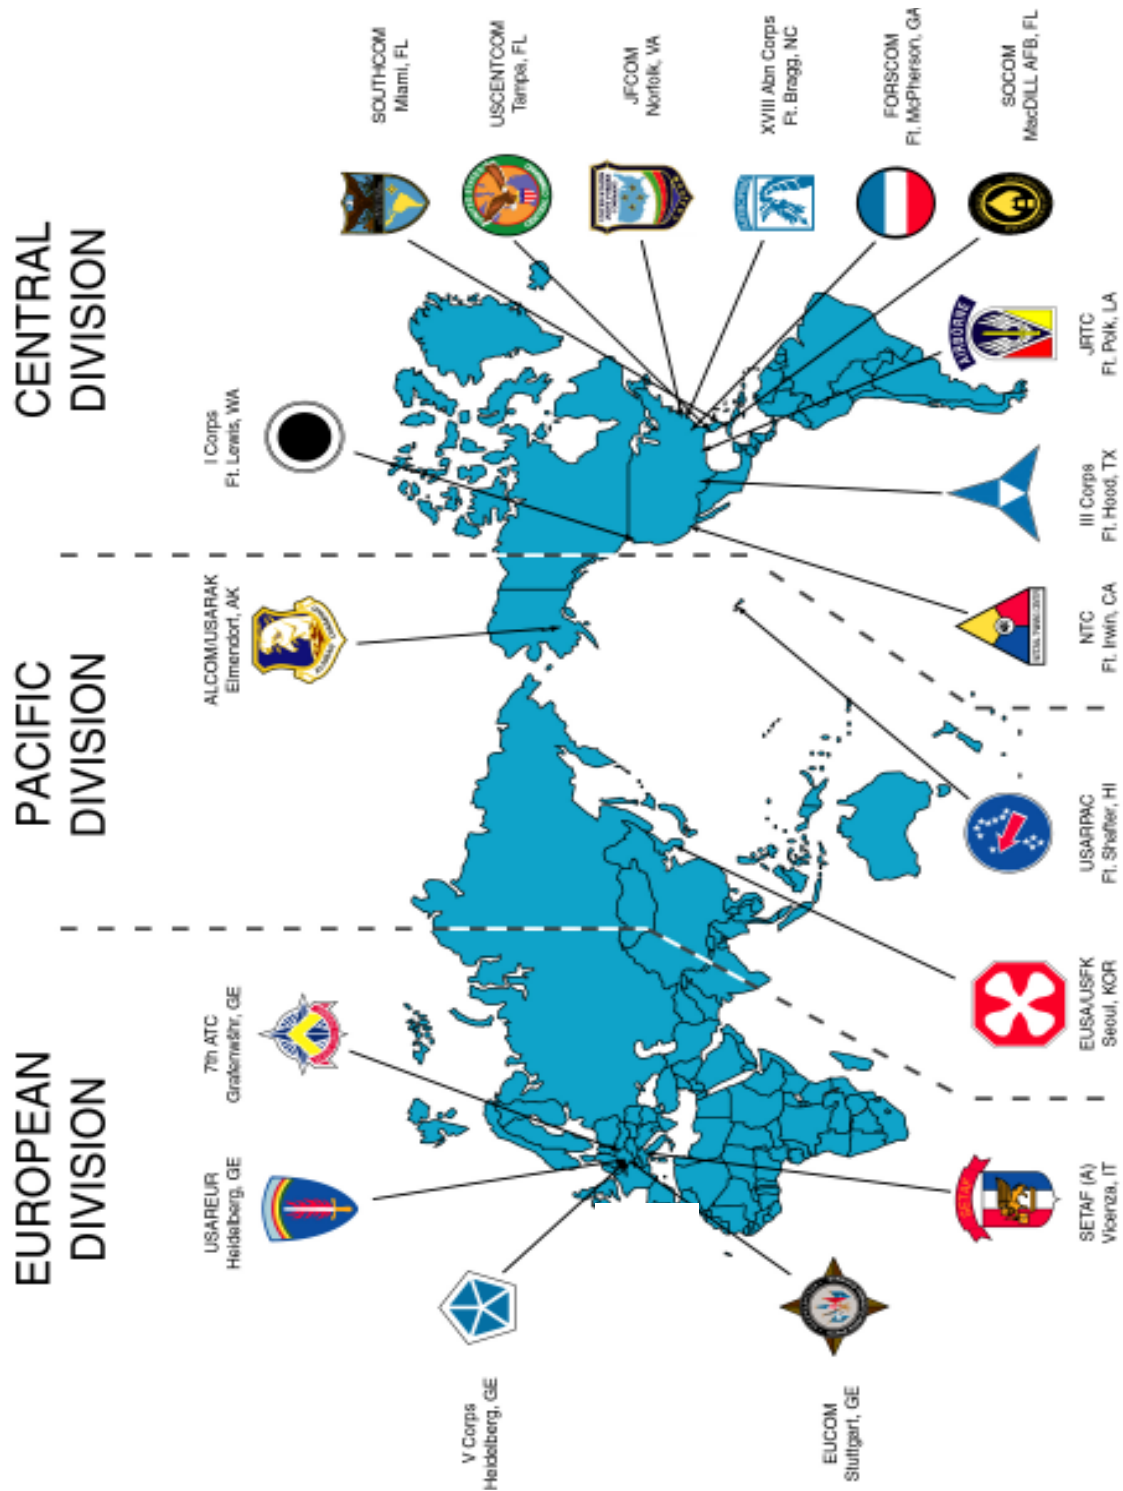 EUROPEAN
DIVISION
PACIFIC
DIVISION
CENTRAL
DIVISION
USAREUR
Heidelberg, GE
7th ATC
Grafenwöhr, GE
ALCOM/USARAK
Elmendorf, AK
I Corps
Ft. Lewis, WA
SOUTHCOM
Miami, FL
USCENTCOM
Tampa, FL
JFCOM
Norfolk, VA
XVIII Abn Corps
Ft. Bragg, NC
FORSCOM
Ft. McPherson, GA
SOCOM
MacDILL AFB, FL
V Corps
Heidelberg, GE
EUCOM
Stuttgart, GE
SETAF
SETAF (A)
Vicenza, IT
EUSA/USFK
Seoul, KOR
USARPAC
Ft. Shafter, HI
NTC
Ft. Irwin, CA
III Corps
Ft. Hood, TX
AIRBORNE
JRTC
Ft. Polk, LA